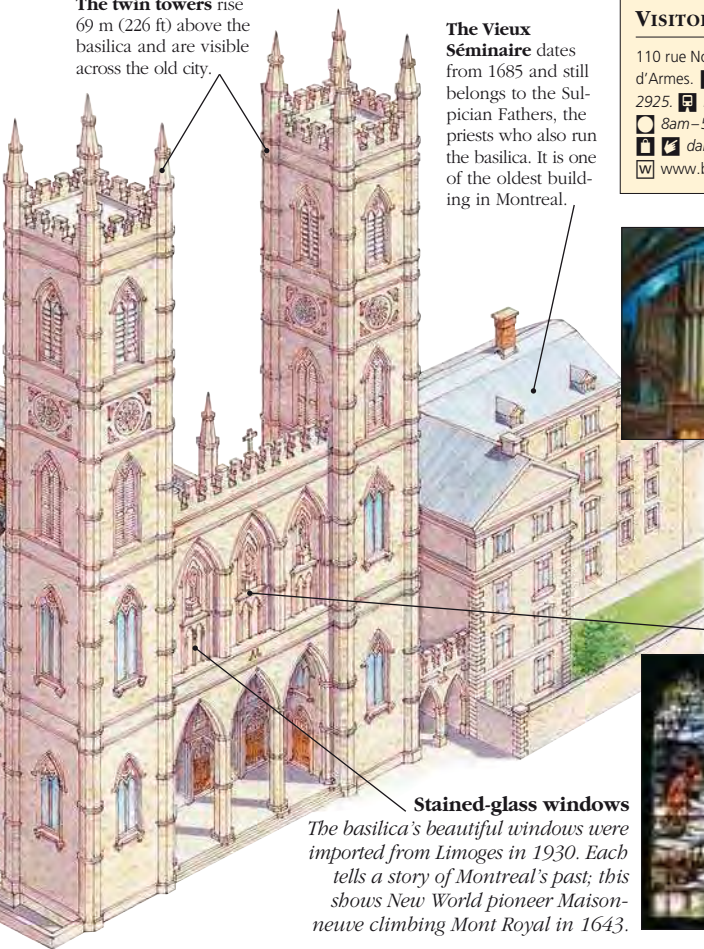 The twin towers rise
69 m (226 ft) above the
basilica and are visible
across the old city.
The Vieux
Séminaire dates
from 1685 and still
belongs to the Sul-
pician Fathers, the
priests who also run
the basilica. It is one
of the oldest build-
ing in Montreal.
VISITOR
110 rue No
d'Armes.
2925.
8am–5
da
W www.b
Stained-glass windows
The basilica's beautiful windows were
imported from Limoges in 1930. Each
tells a story of Montreal's past; this
shows New World pioneer Maison-
neuve climbing Mont Royal in 1643.